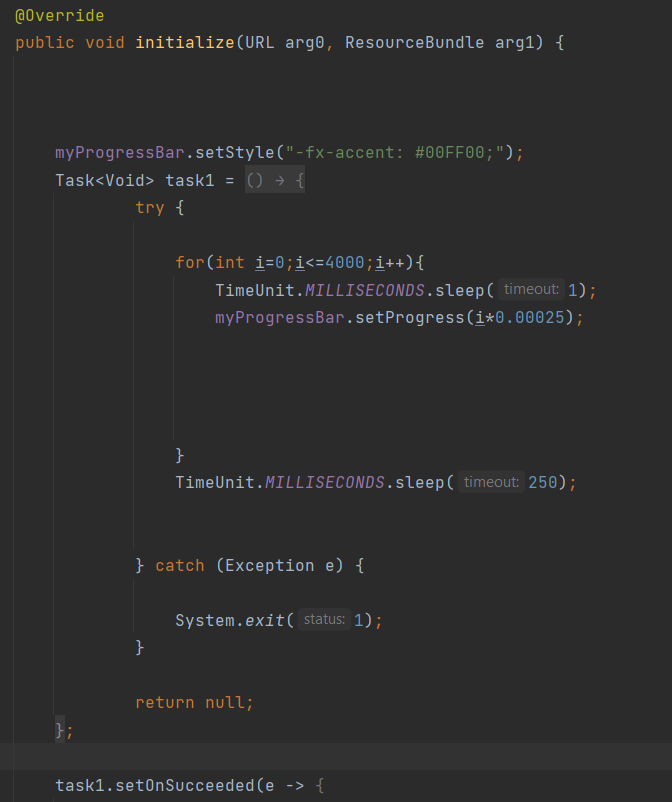 @Override
public void initialize(URL arg0, ResourceBundle arg1) {
myProgressBar.setStyle("-fx-accent: #00FF00;");
Task<Void> task1 = () → {
try {
for(int i=0;i<=4000;i++){
TimeUnit.MILLISECONDS.sleep( timeout: 1);
myProgressBar.setProgress(i*0.00025);
}
TimeUnit.MILLISECONDS.sleep( timeout: 250);
} catch (Exception e) {
System.exit( status: 1);
}
return null;
};
task1.setOnSucceeded(e -> {